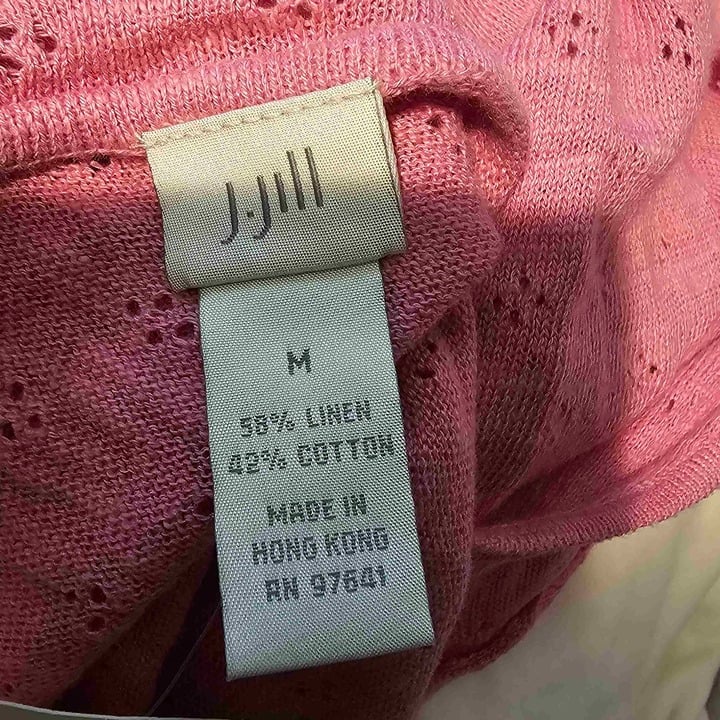 J.Jill
M
58% LINEN
42% COTTON
MADE IN
HONG KONG
RN 97641